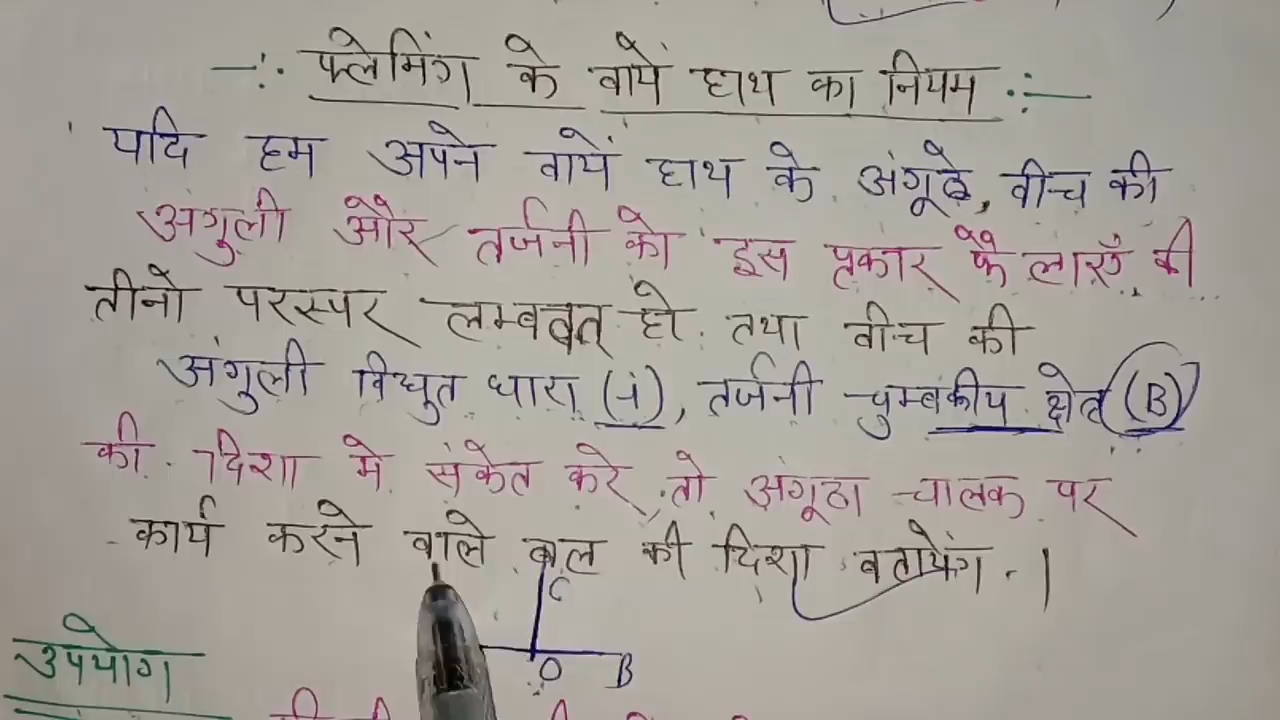 -:. फ्लेमिंग के वायें हाथ का नियम .:-
यदि हम अपने वायें हाथ के अंगूढे, वीच की
अंगुली और तर्जनी को इस प्रकार फैलाएँ की
तीनो परस्पर लम्बवत् हो तथा वीच की
अंगुली विधुत धारा (i), तर्जनी चुम्बकीय क्षेत्र (B)
की दिशा मे संकेत करे तो अंगूठा चालक पर
कार्य करने वाले बल की दिशा बतायेंग।
C
O B
उपयोग